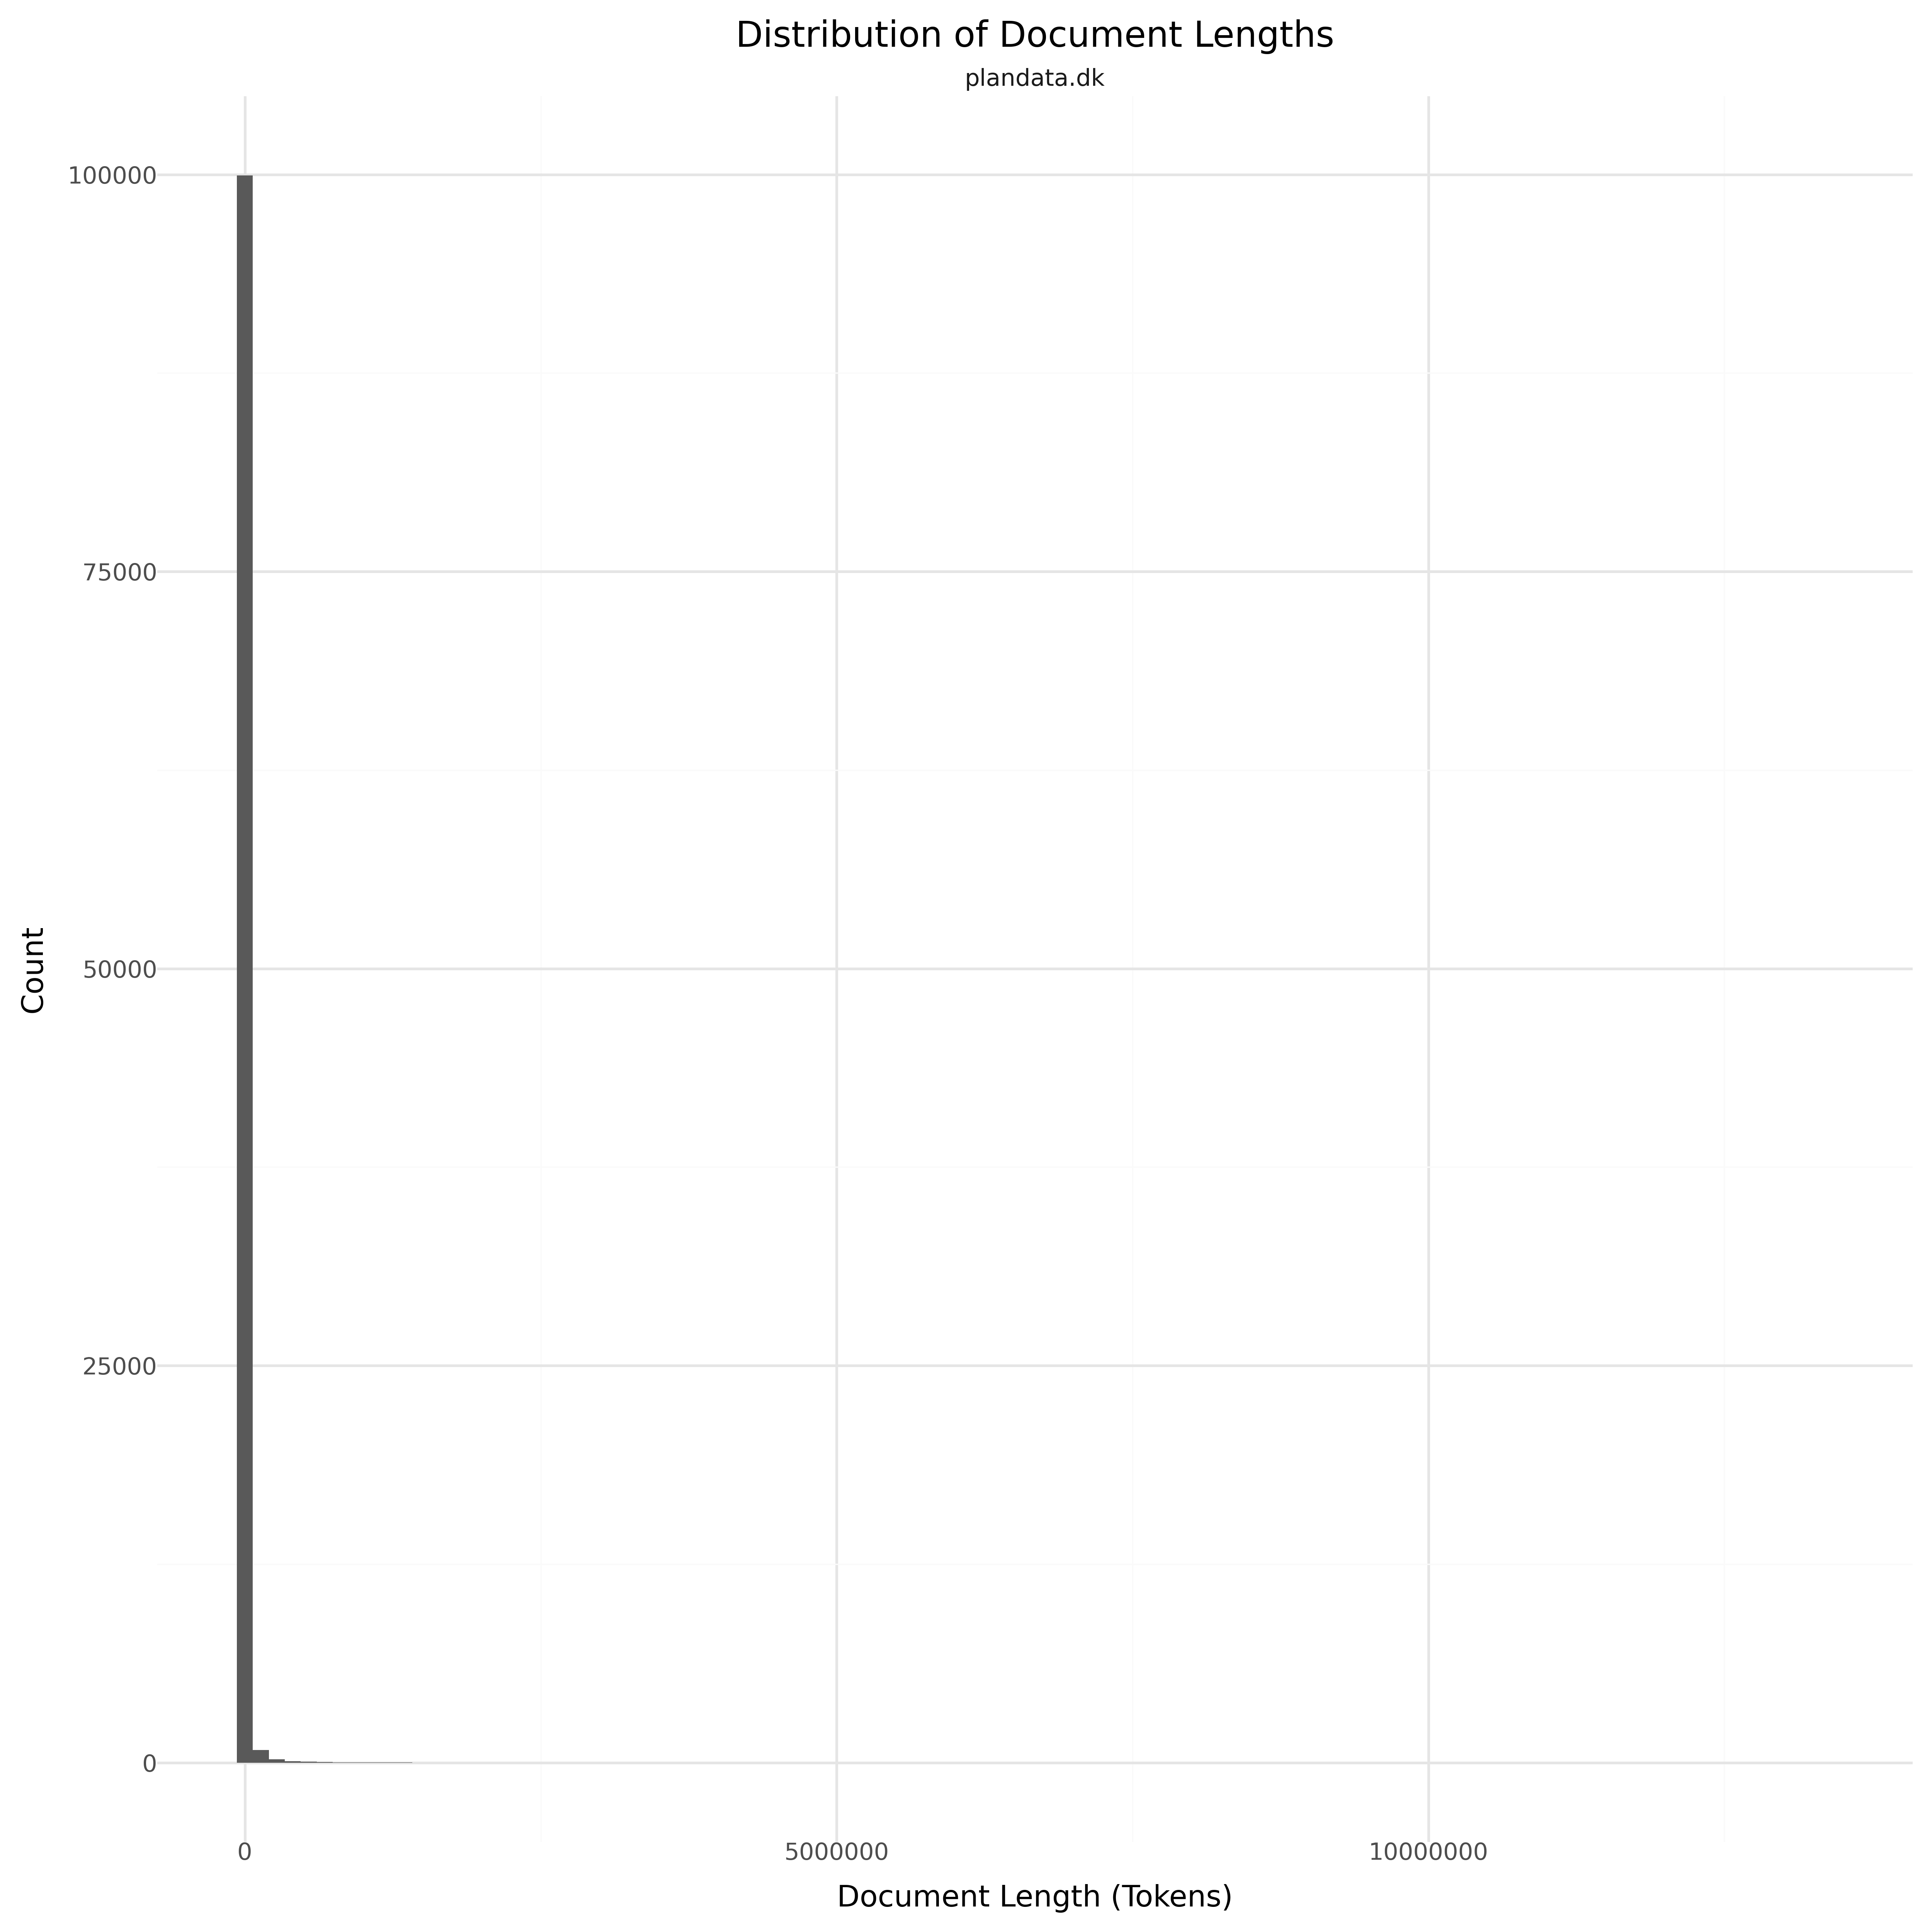 Distribution of Document Lengths
plandata.dk
100000
75000
50000
25000
0
Count
0 5000000 10000000
Document Length (Tokens)